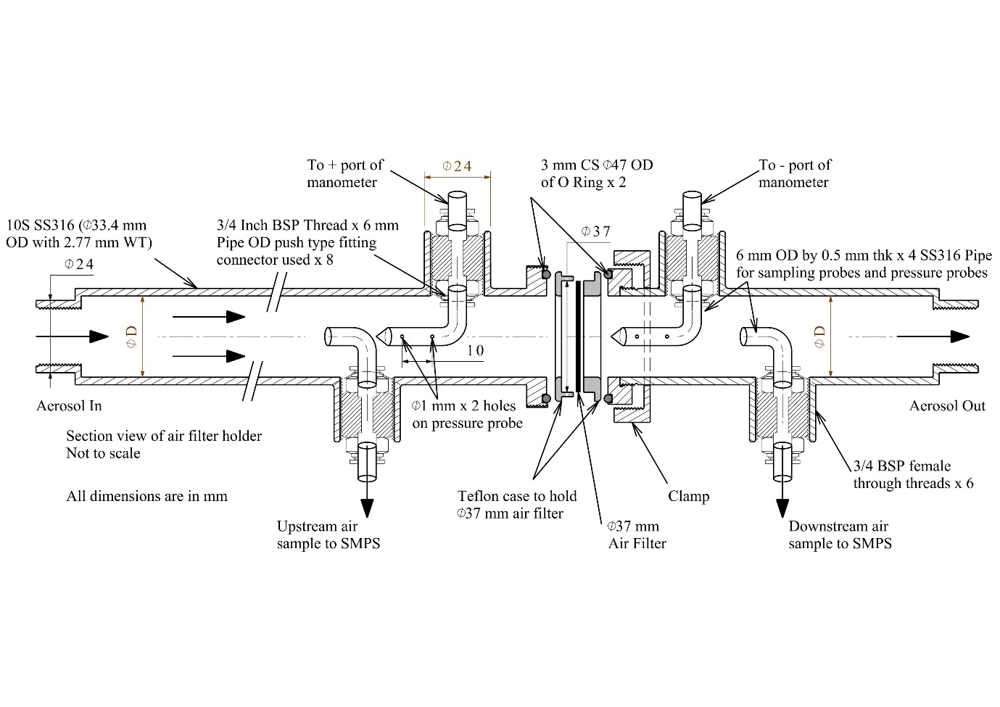 To + port of
manometer
Φ24
3 mm CS Φ47 OD
of O Ring x 2
To - port of
manometer
10S SS316 (Φ33.4 mm
OD with 2.77 mm WT)
3/4 Inch BSP Thread x 6 mm
Pipe OD push type fitting
connector used x 8
Φ37
6 mm OD by 0.5 mm thk x 4 SS316 Pipe
for sampling probes and pressure probes
Φ24
ΦD
10
ΦD
Aerosol In
Φ1 mm x 2 holes
on pressure probe
Aerosol Out
Section view of air filter holder
Not to scale
3/4 BSP female
through threads x 6
All dimensions are in mm
Teflon case to hold
Φ37 mm air filter
Clamp
Upstream air
sample to SMPS
Φ37 mm
Air Filter
Downstream air
sample to SMPS